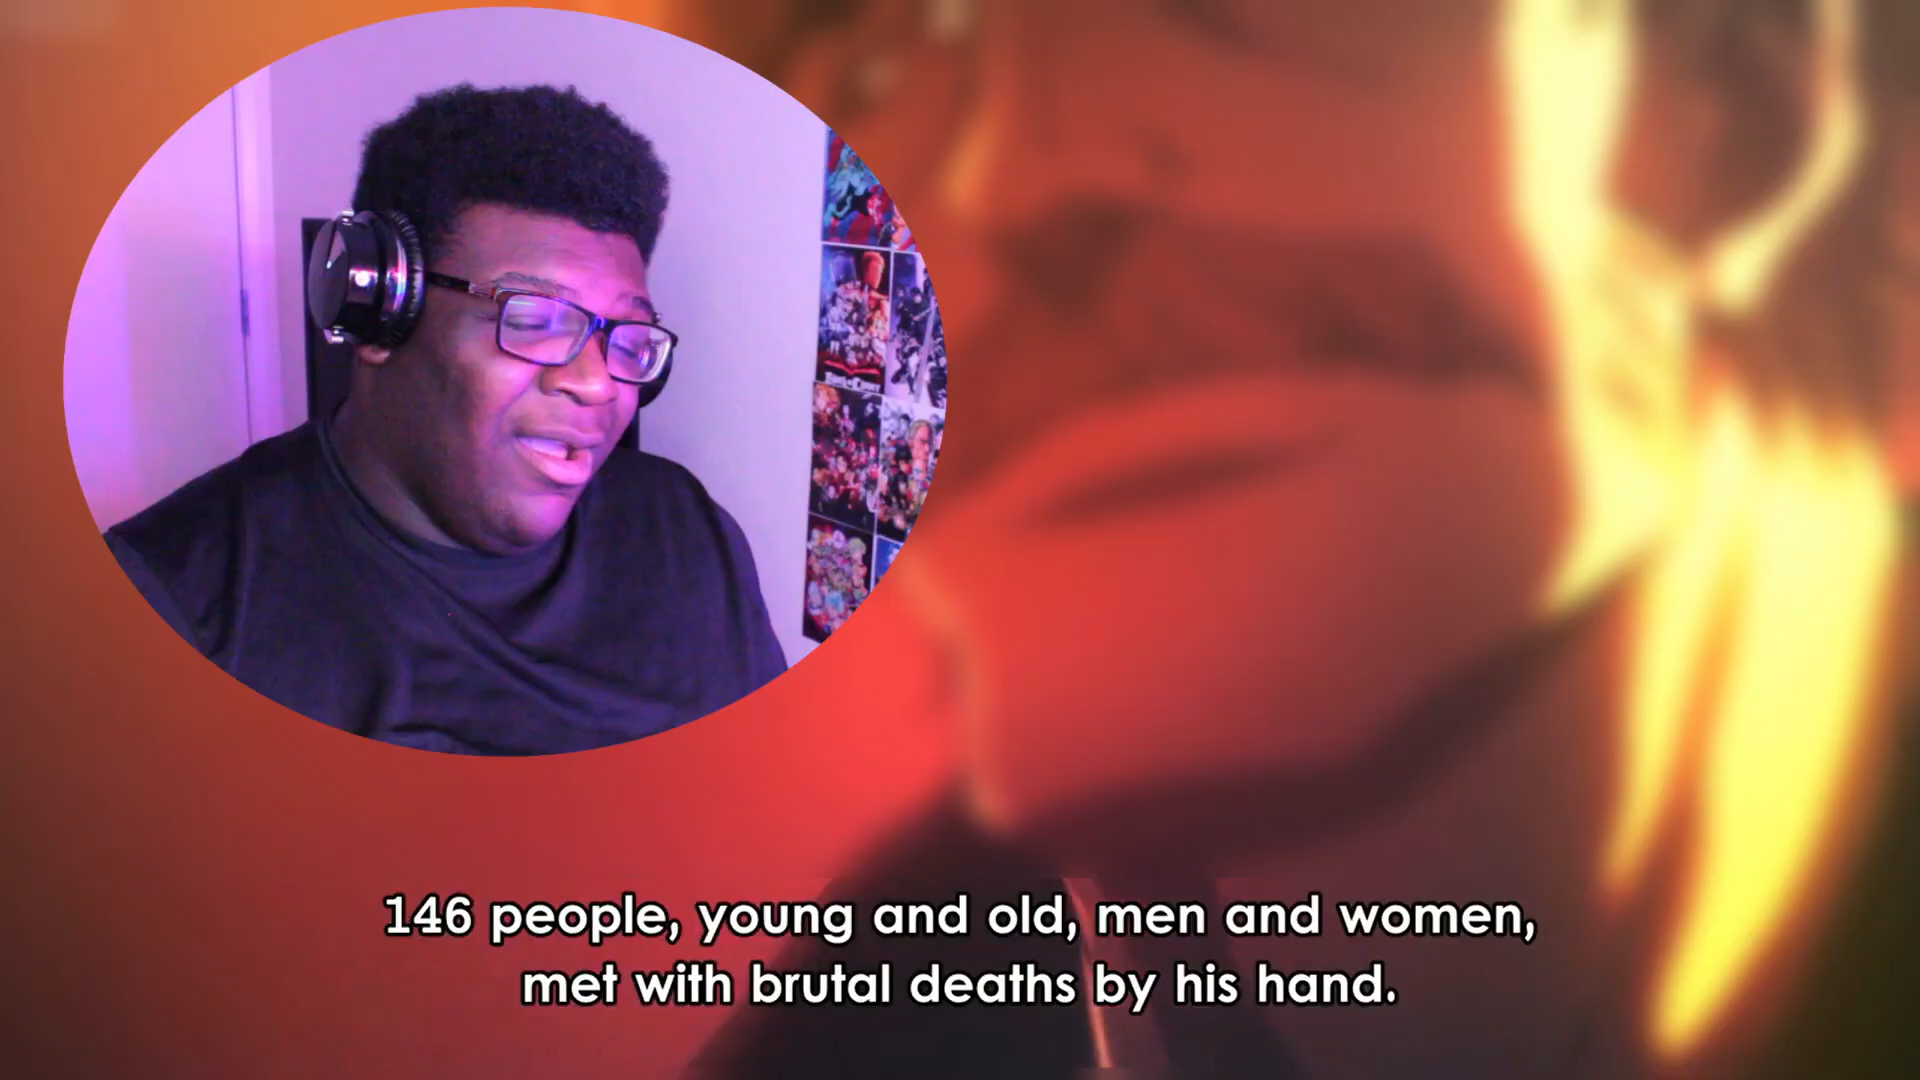 146 people, young and old, men and women,
met with brutal deaths by his hand.